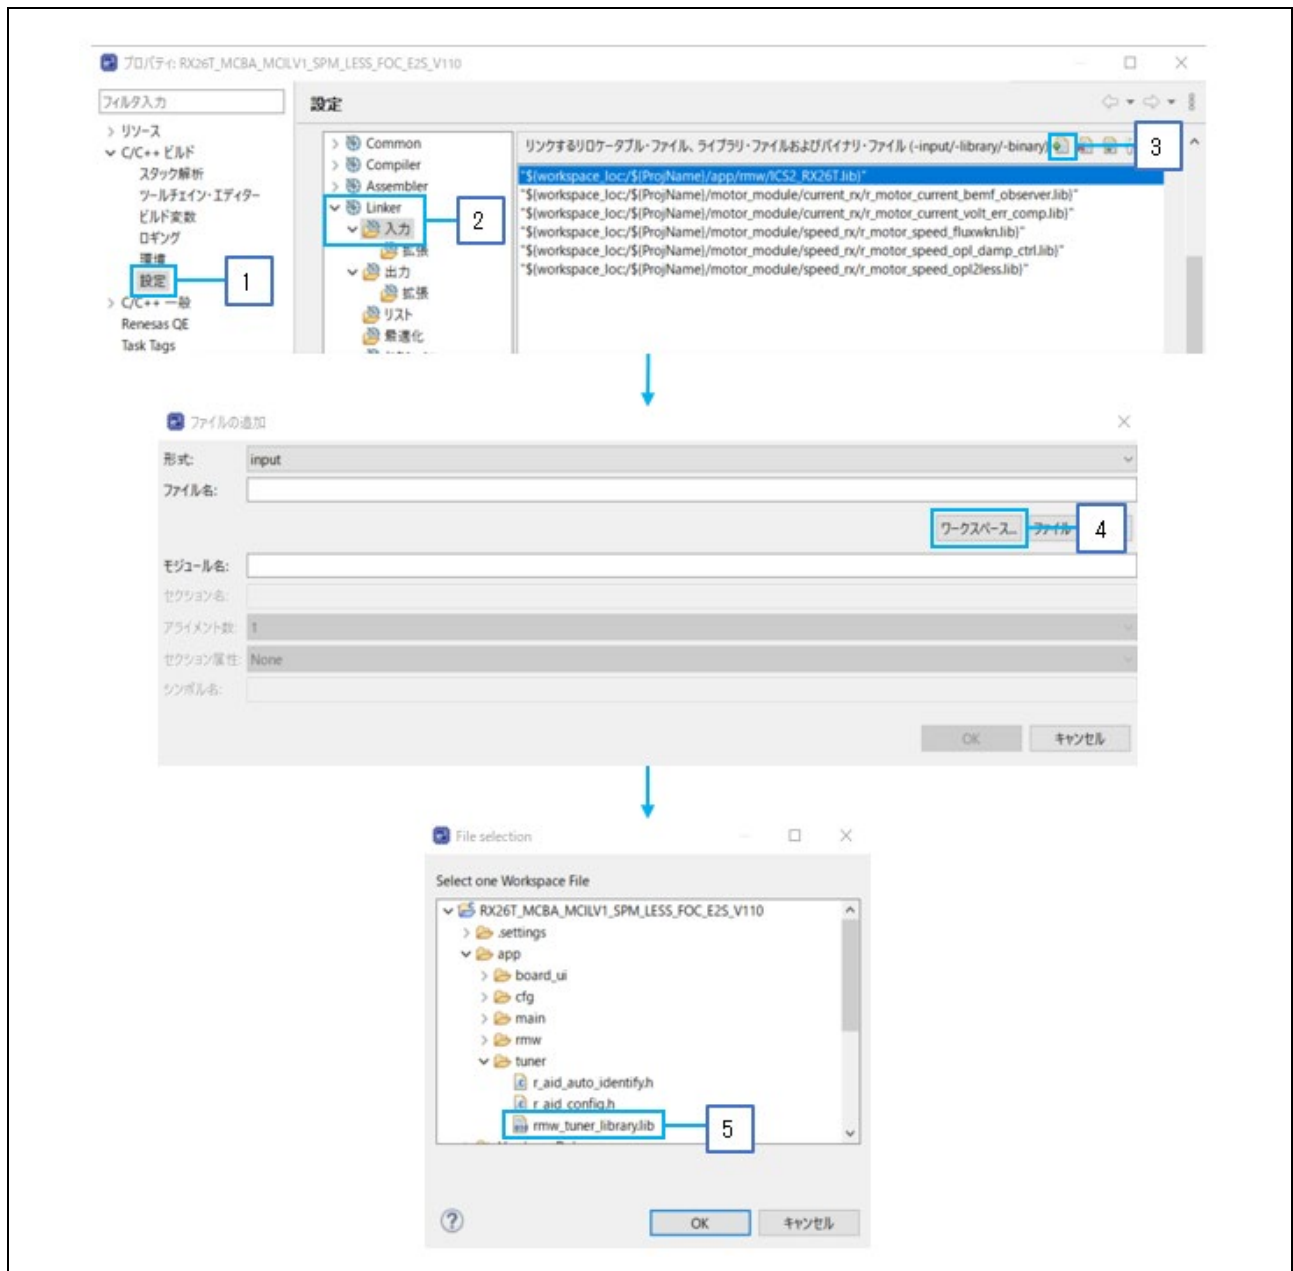 プロパティ: RX26T_MCBA_MCILV1_SPM_LESS_FOC_E2S_V110
フィルタ入力
設定
リソース
C/C++ ビルド
スタック解析
ツールチェイン・エディター
ビルド変数
ロギング
環境
設定
1
C/C++ 一般
Renesas QE
Task Tags
Common
Compiler
Assembler
Linker
入力
2
拡張
出力
拡張
リスト
最適化
リンクするリロケータブル・ファイル、ライブラリ・ファイルおよびバイナリ・ファイル (-input/-library/-binary)
3
"${workspace_loc:/${ProjName}/app/rmw/ICS2_RX26T.lib}"
"${workspace_loc:/${ProjName}/motor_module/current_rx/r_motor_current_bemf_observer.lib}"
"${workspace_loc:/${ProjName}/motor_module/current_rx/r_motor_current_volt_err_comp.lib}"
"${workspace_loc:/${ProjName}/motor_module/speed_rx/r_motor_speed_fluxwkn.lib}"
"${workspace_loc:/${ProjName}/motor_module/speed_rx/r_motor_speed_opl_damp_ctrl.lib}"
"${workspace_loc:/${ProjName}/motor_module/speed_rx/r_motor_speed_opl2less.lib}"
ファイルの追加
形式: input
ファイル名:
ワークスペース... ファイル 4
モジュール名:
セクション名:
アライメント数: 1
セクション属性: None
シンボル名:
OK キャンセル
File selection
Select one Workspace File
RX26T_MCBA_MCILV1_SPM_LESS_FOC_E2S_V110
.settings
app
board_ui
cfg
main
rmw
tuner
r_aid_auto_identify.h
r_aid_config.h
rmw_tuner_library.lib 5
OK キャンセル